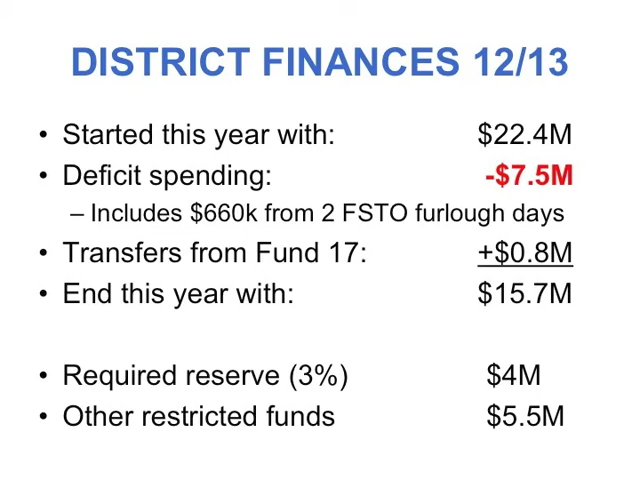 DISTRICT FINANCES 12/13
• Started this year with: $22.4M
• Deficit spending: -$7.5M
– Includes $660k from 2 FSTO furlough days
• Transfers from Fund 17: +$0.8M
• End this year with: $15.7M
• Required reserve (3%) $4M
• Other restricted funds $5.5M